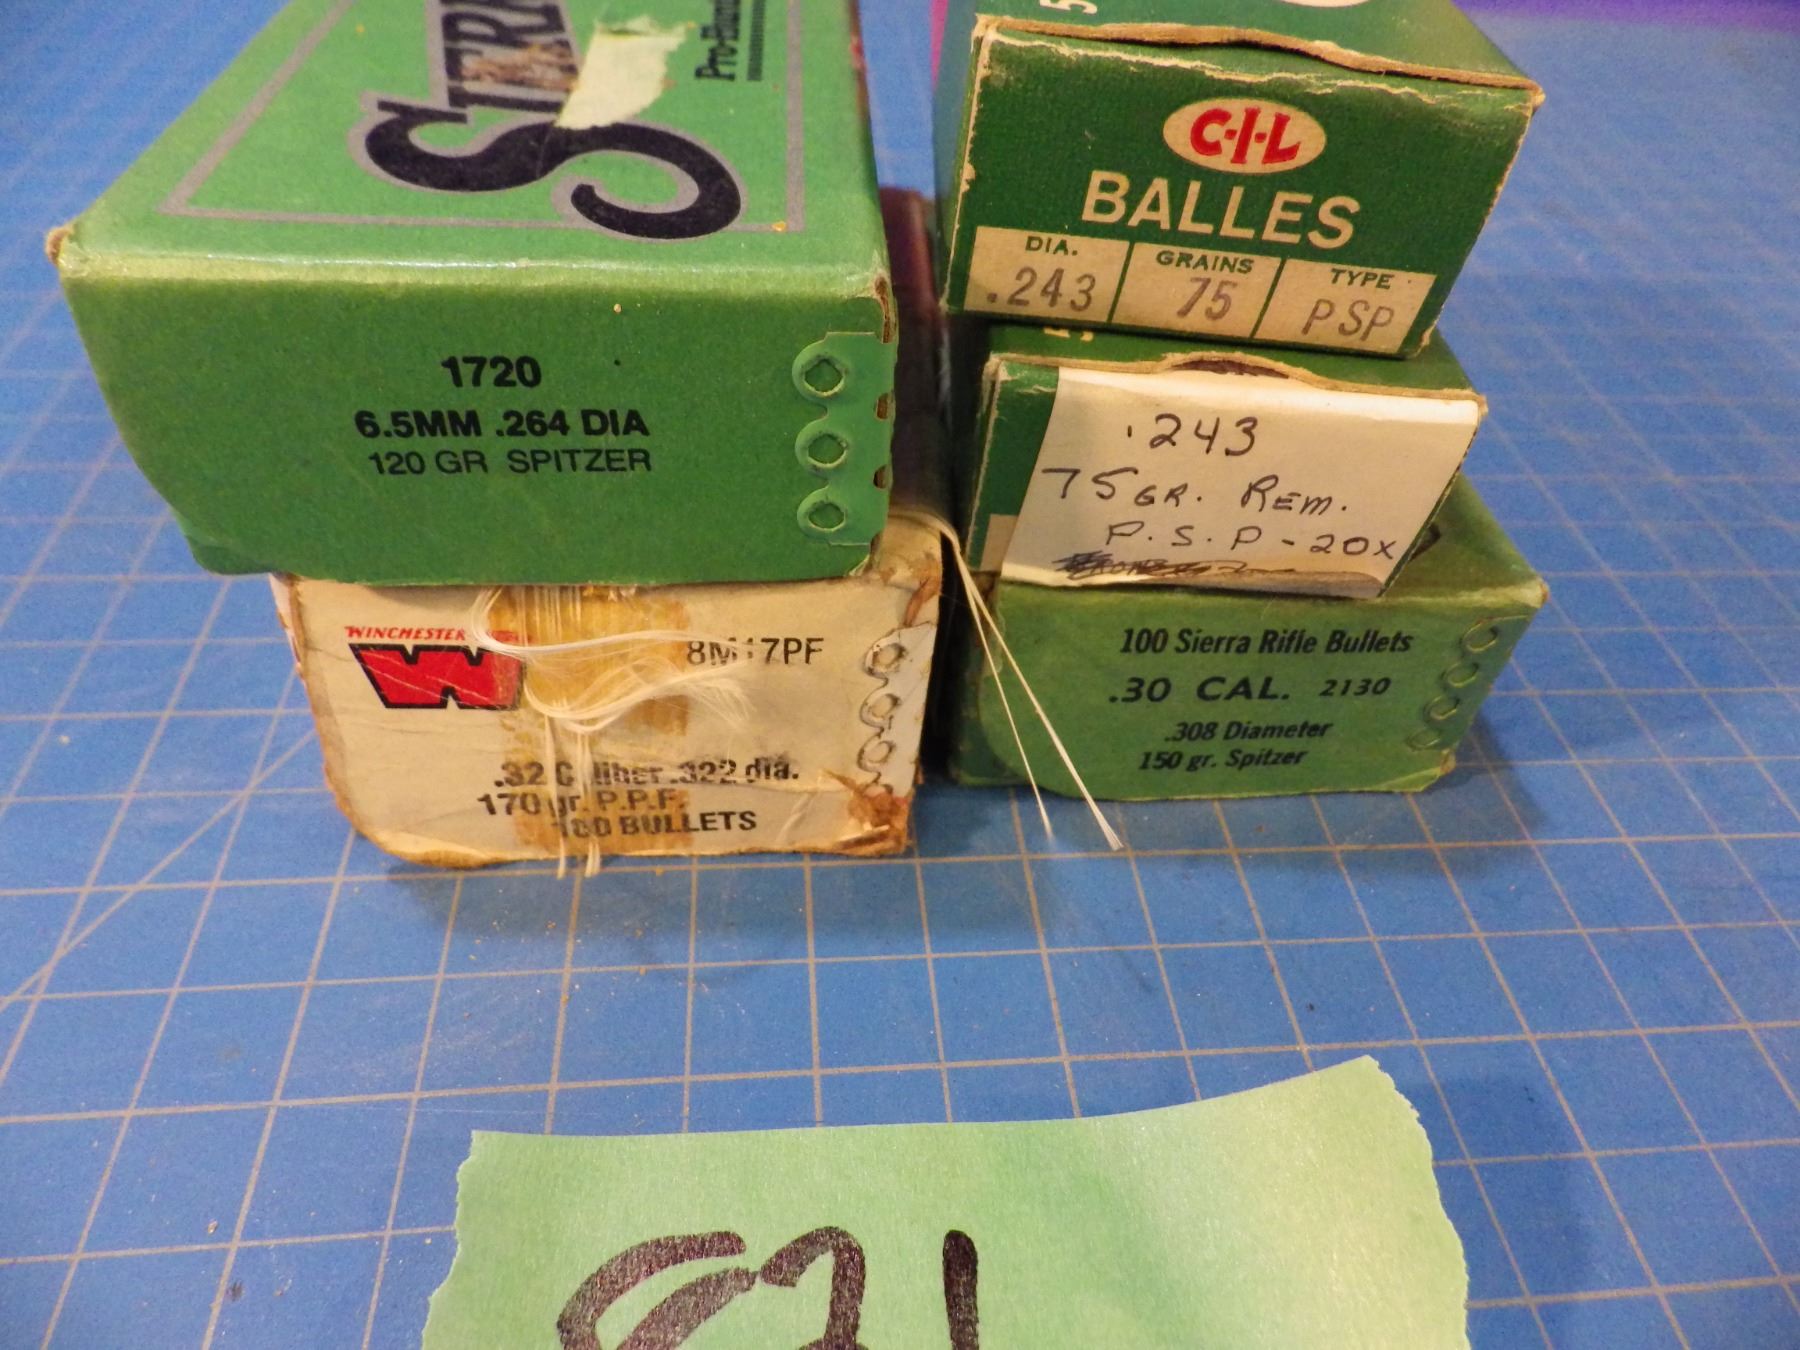 Pro-Hunter
1720
6.5MM .264 DIA
120 GR SPITZER
WINCHESTER
W
8M17PF
.32 Caliber .322 dia.
170 gr. P.P.F.
100 BULLETS
5
C·I·L
BALLES
DIA.
GRAINS
TYPE
.243
75
PSP
.243
75 GR. REM.
P.S.P - 20X
100 Sierra Rifle Bullets
.30 CAL. 2130
.308 Diameter
150 gr. Spitzer